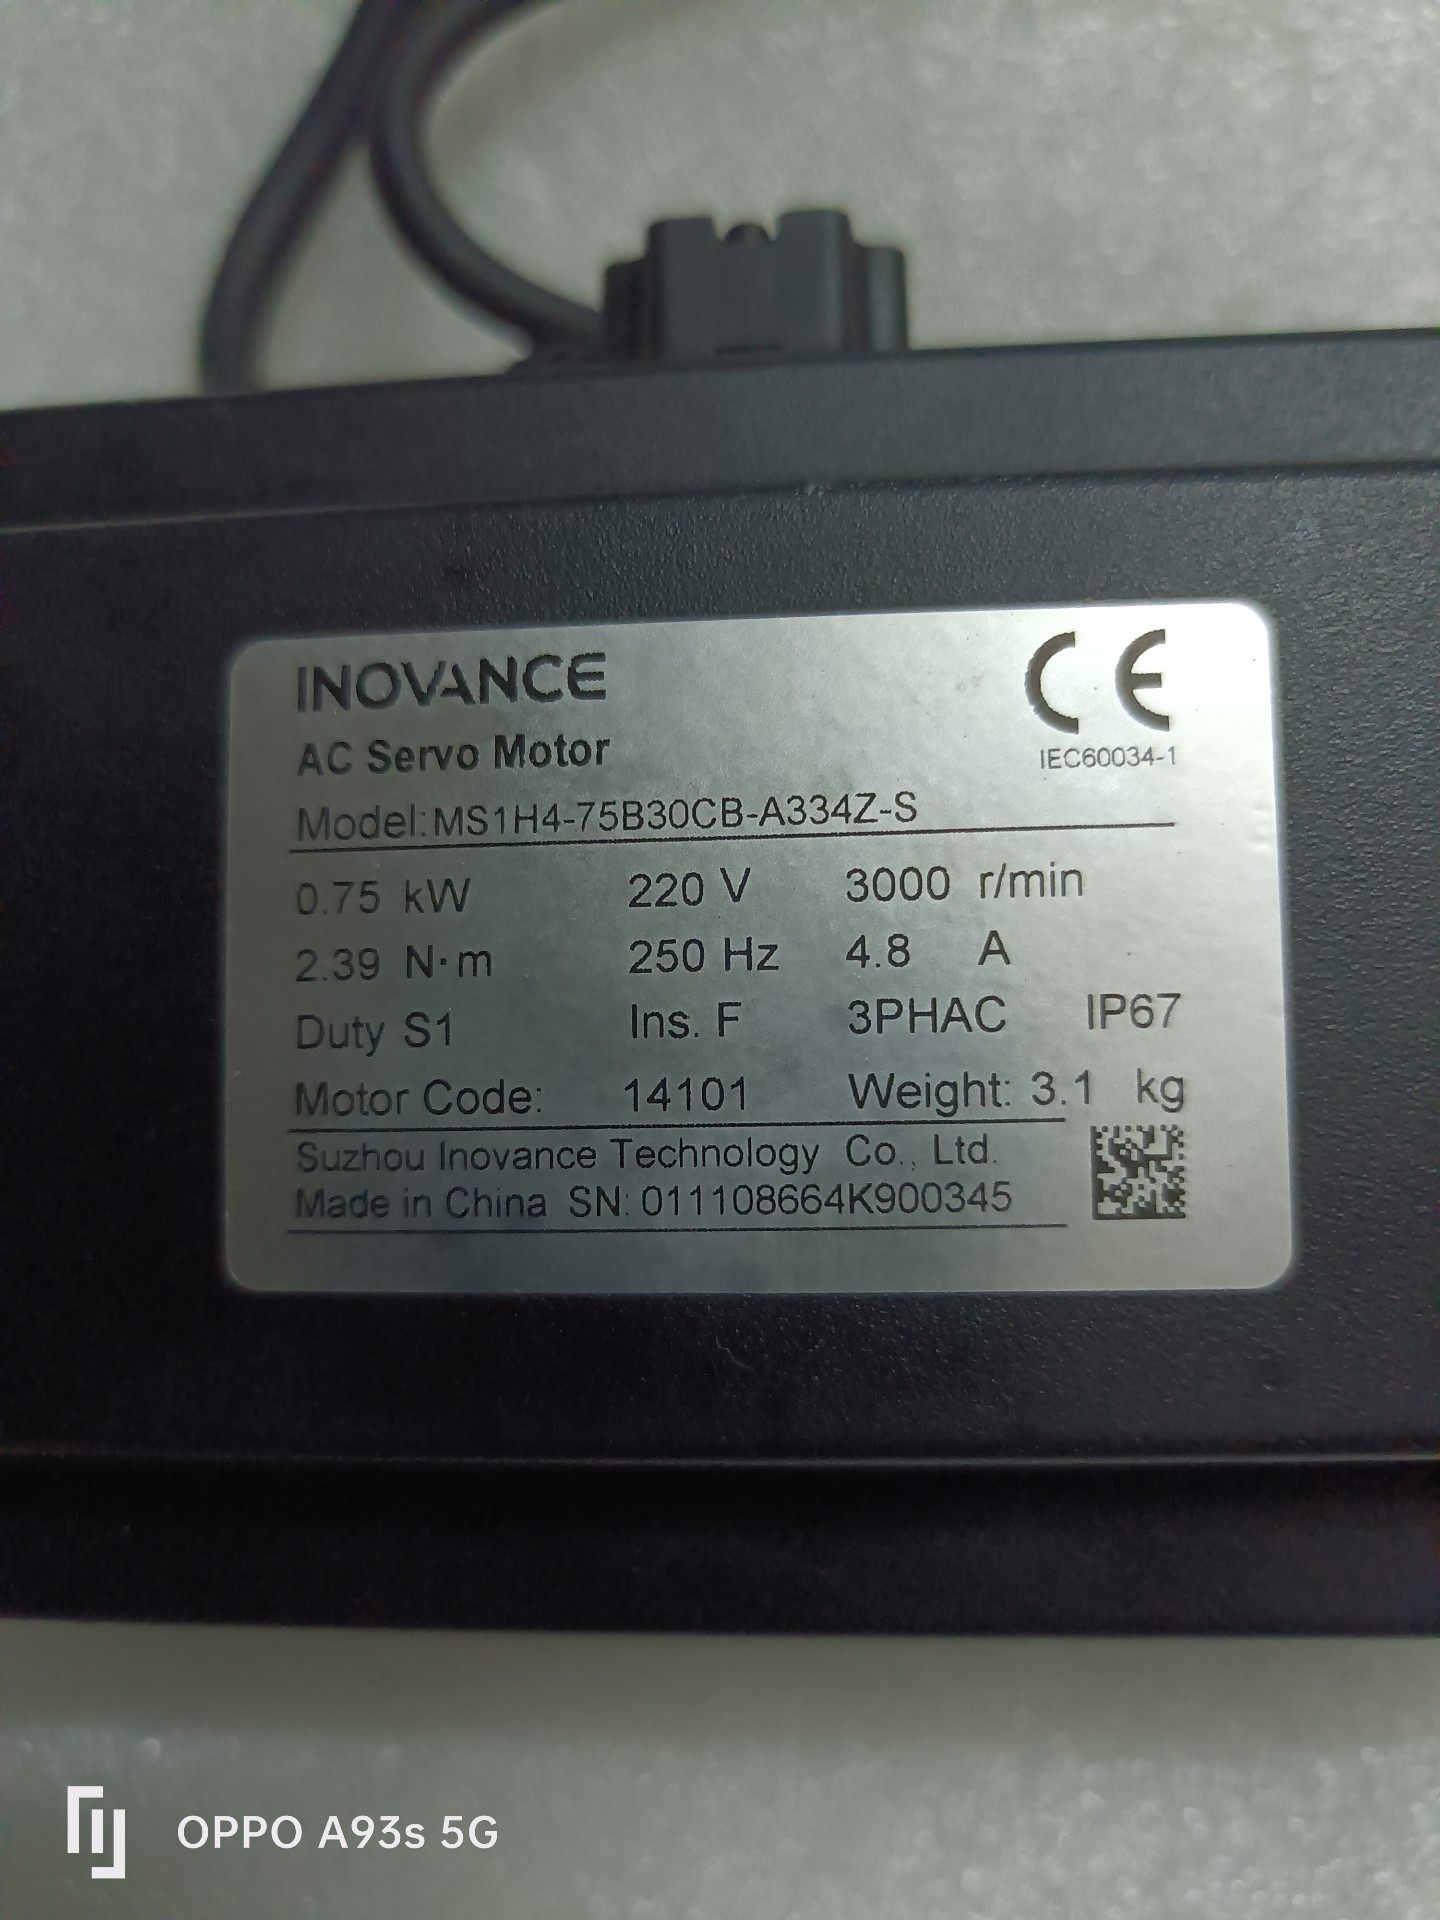 INOVANCE
CE
AC Servo Motor
IEC60034-1
Model:MS1H4-75B30CB-A334Z-S
0.75 kW 220 V 3000 r/min
2.39 N·m 250 Hz 4.8 A
Duty S1 Ins. F 3PHAC IP67
Motor Code: 14101 Weight: 3.1 kg
Suzhou Inovance Technology Co., Ltd.
Made in China SN: 011108664K900345
OPPO A93s 5G